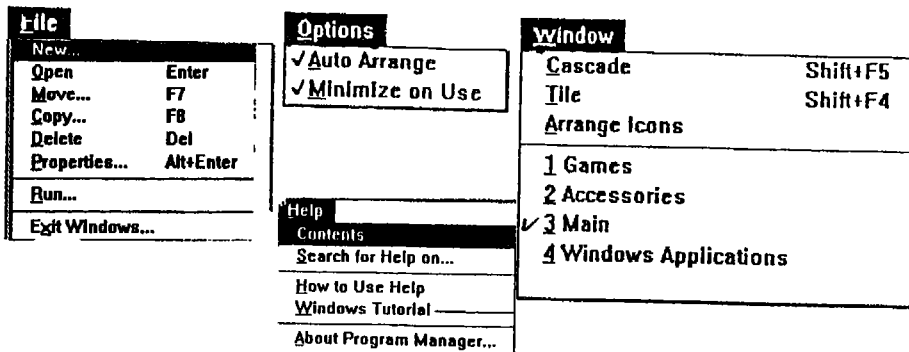 File
New...
Open Enter
Move... F7
Copy... F8
Delete Del
Properties... Alt+Enter
Run...
Exit Windows...
Options
✓Auto Arrange
✓Minimize on Use
Window
Cascade Shift+F5
Tile Shift+F4
Arrange Icons
1 Games
2 Accessories
✓ 3 Main
4 Windows Applications
Help
Contents
Search for Help on...
How to Use Help
Windows Tutorial
About Program Manager...